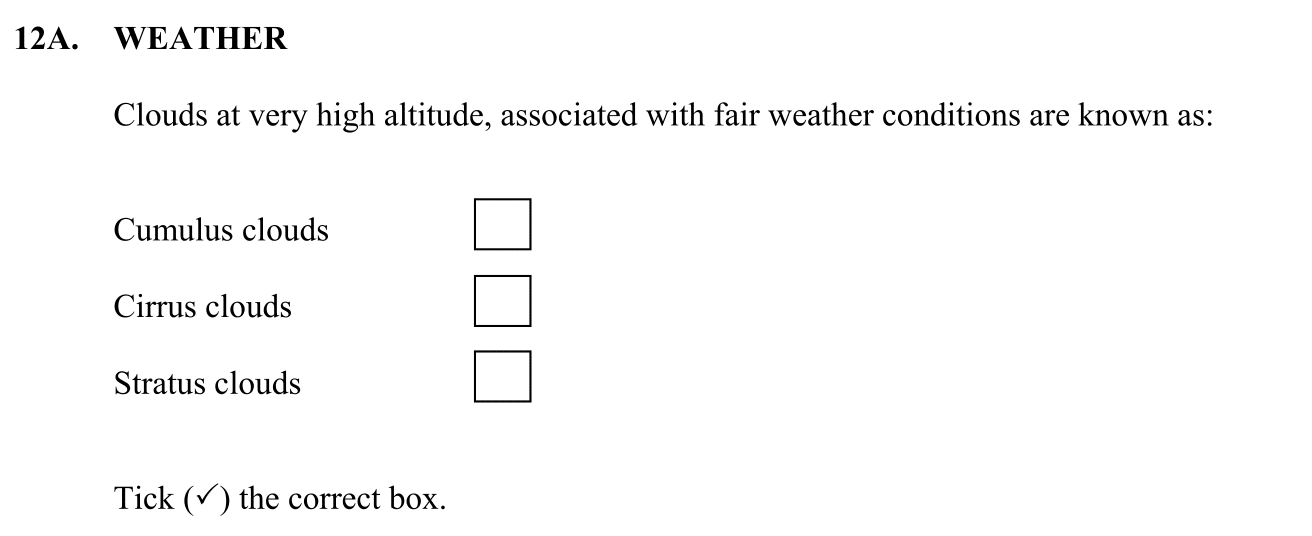 12A. WEATHER
Clouds at very high altitude, associated with fair weather conditions are known as:
Cumulus clouds
Cirrus clouds
Stratus clouds
Tick (✓) the correct box.